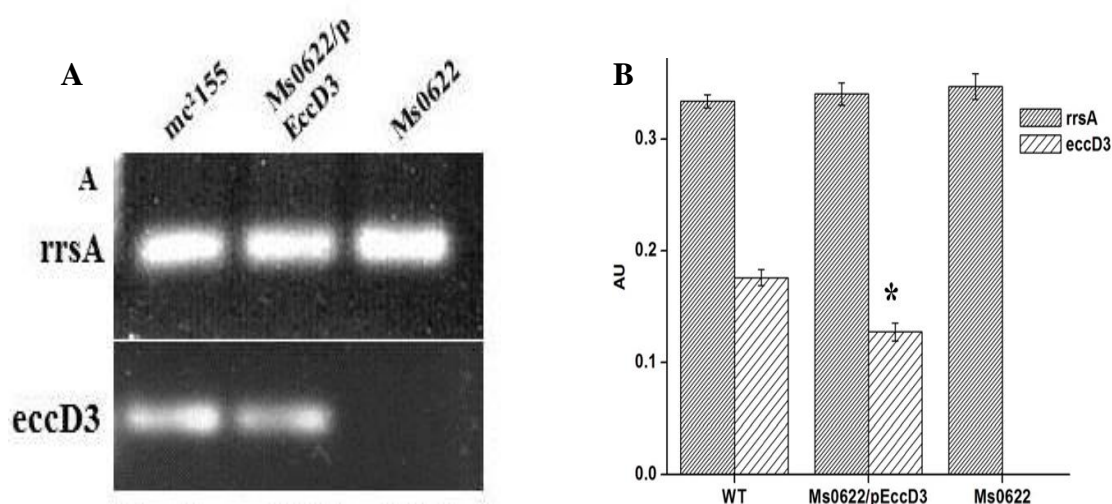 A
mc²155
Ms0622/p
EccD3
Ms0622
A
rrsA
eccD3
B
0.3
0.2
0.1
0.0
AU
rrsA
eccD3
*
WT
Ms0622/pEccD3
Ms0622